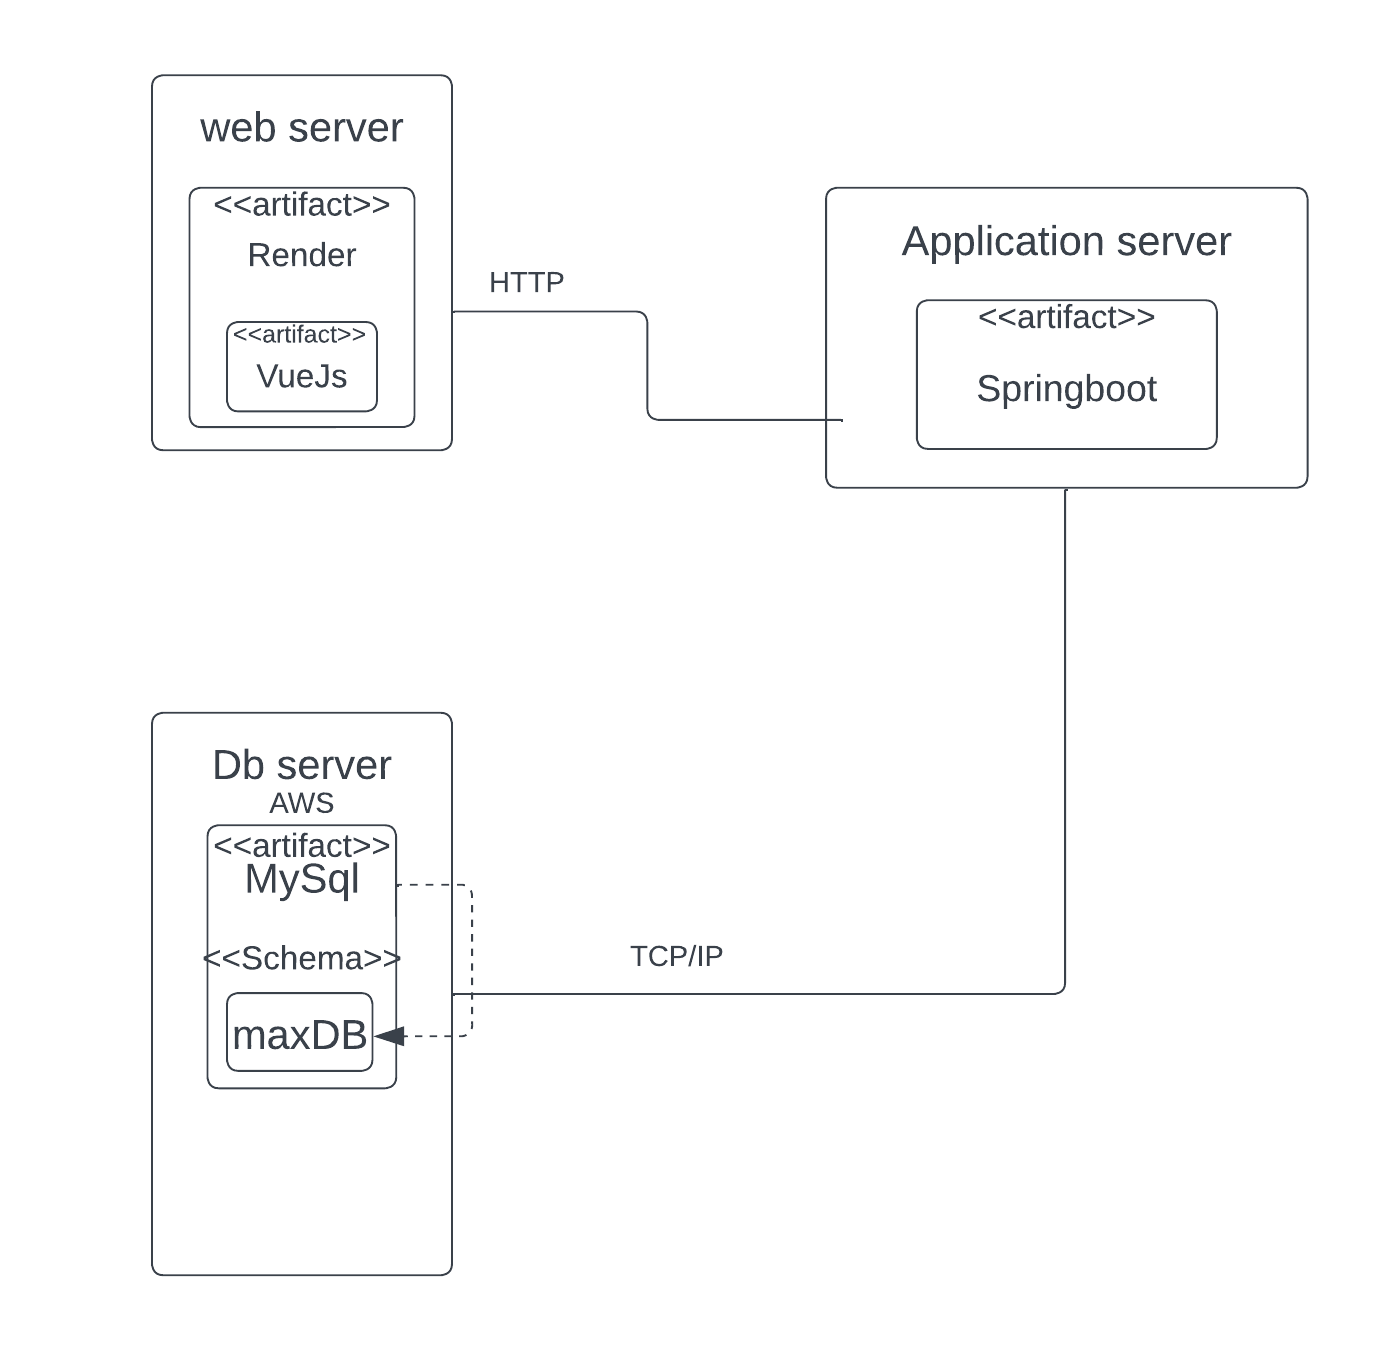 web server
<<artifact>>
Render
<<artifact>>
VueJs
HTTP
Application server
<<artifact>>
Springboot
Db server
AWS
<<artifact>>
MySql
<<Schema>>
maxDB
TCP/IP